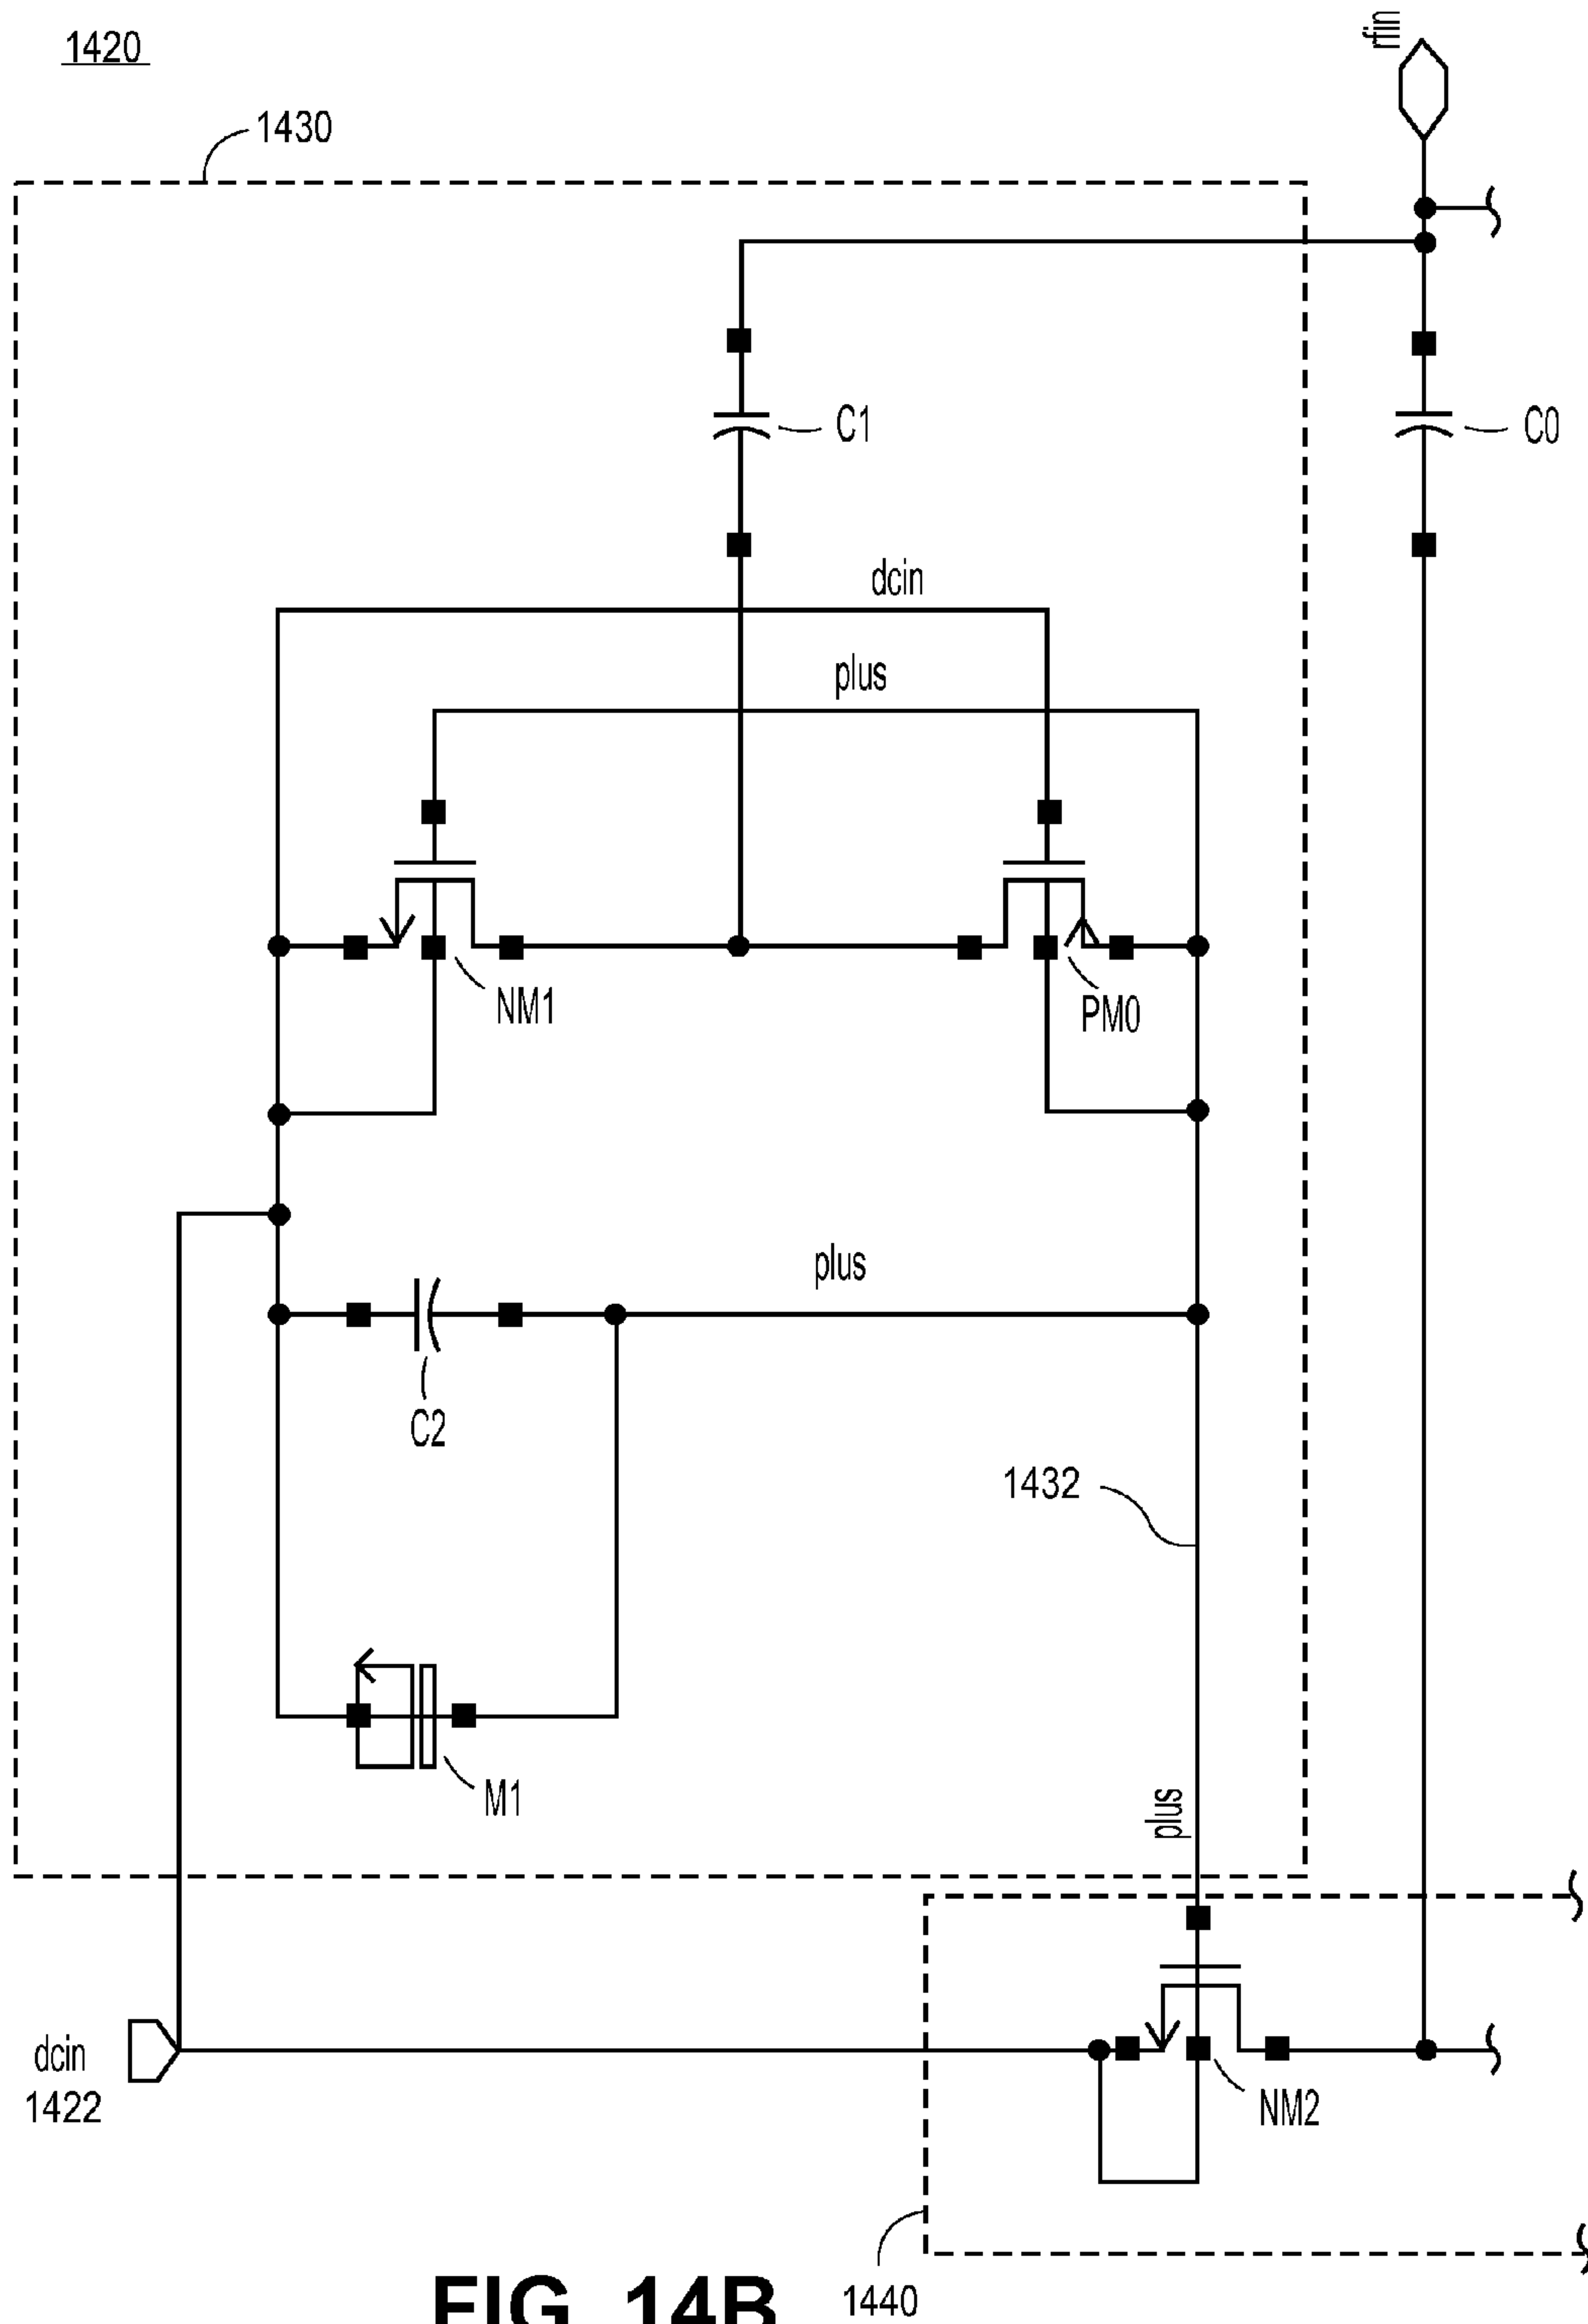 1420
rfin
1430
C1
C0
dcin
plus
NM1
PM0
plus
C2
1432
M1
plus
dcin
1422
NM2
1440
FIG. 14B